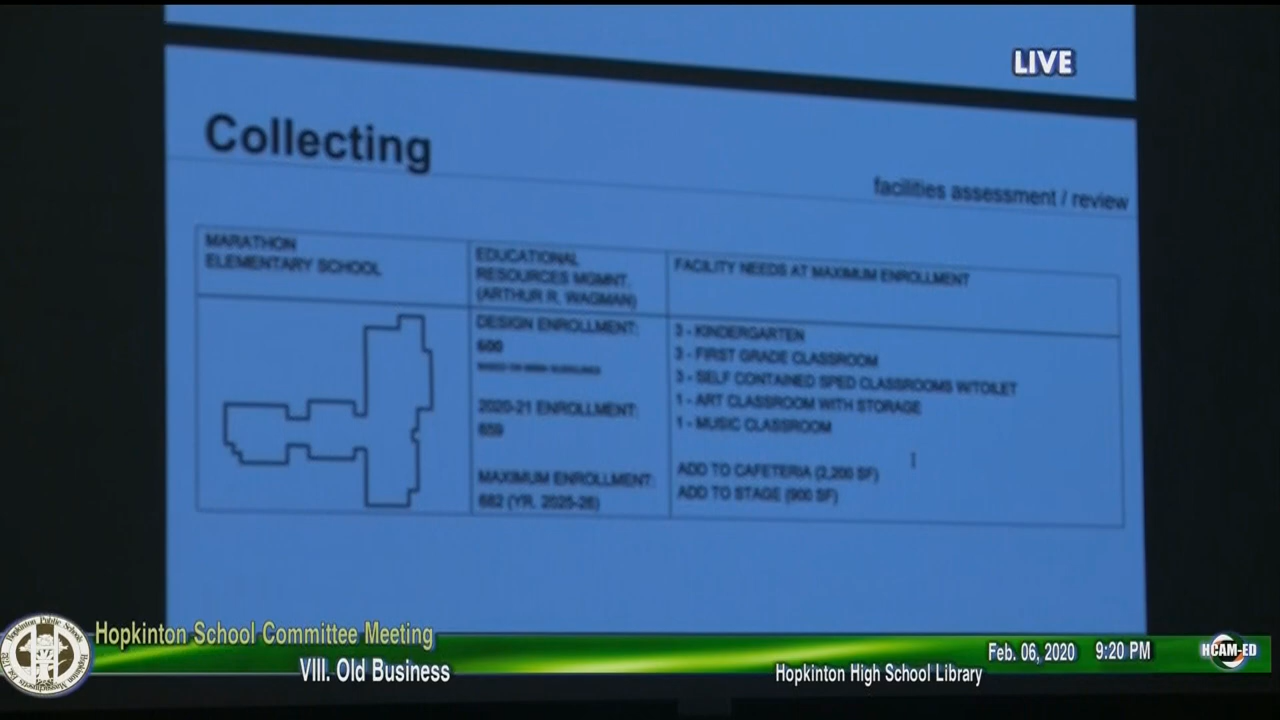 LIVE
Collecting
facilities assessment / review
MARATHON
ELEMENTARY SCHOOL
EDUCATIONAL
RESOURCES MGMNT.
(ARTHUR R. WAGMAN)
FACILITY NEEDS AT MAXIMUM ENROLLMENT
DESIGN ENROLLMENT:
600
2020-21 ENROLLMENT:
659
MAXIMUM ENROLLMENT:
682 (YR. 2025-26)
3 - KINDERGARTEN
3 - FIRST GRADE CLASSROOM
3 - SELF CONTAINED SPED CLASSROOMS W/TOILET
1 - ART CLASSROOM WITH STORAGE
1 - MUSIC CLASSROOM
ADD TO CAFETERIA (2,200 SF)
ADD TO STAGE (900 SF)
Hopkinton Public Schools
Hopkinton School Committee Meeting
VIII. Old Business
Feb. 06, 2020 9:20 PM
Hopkinton High School Library
HCAM-ED